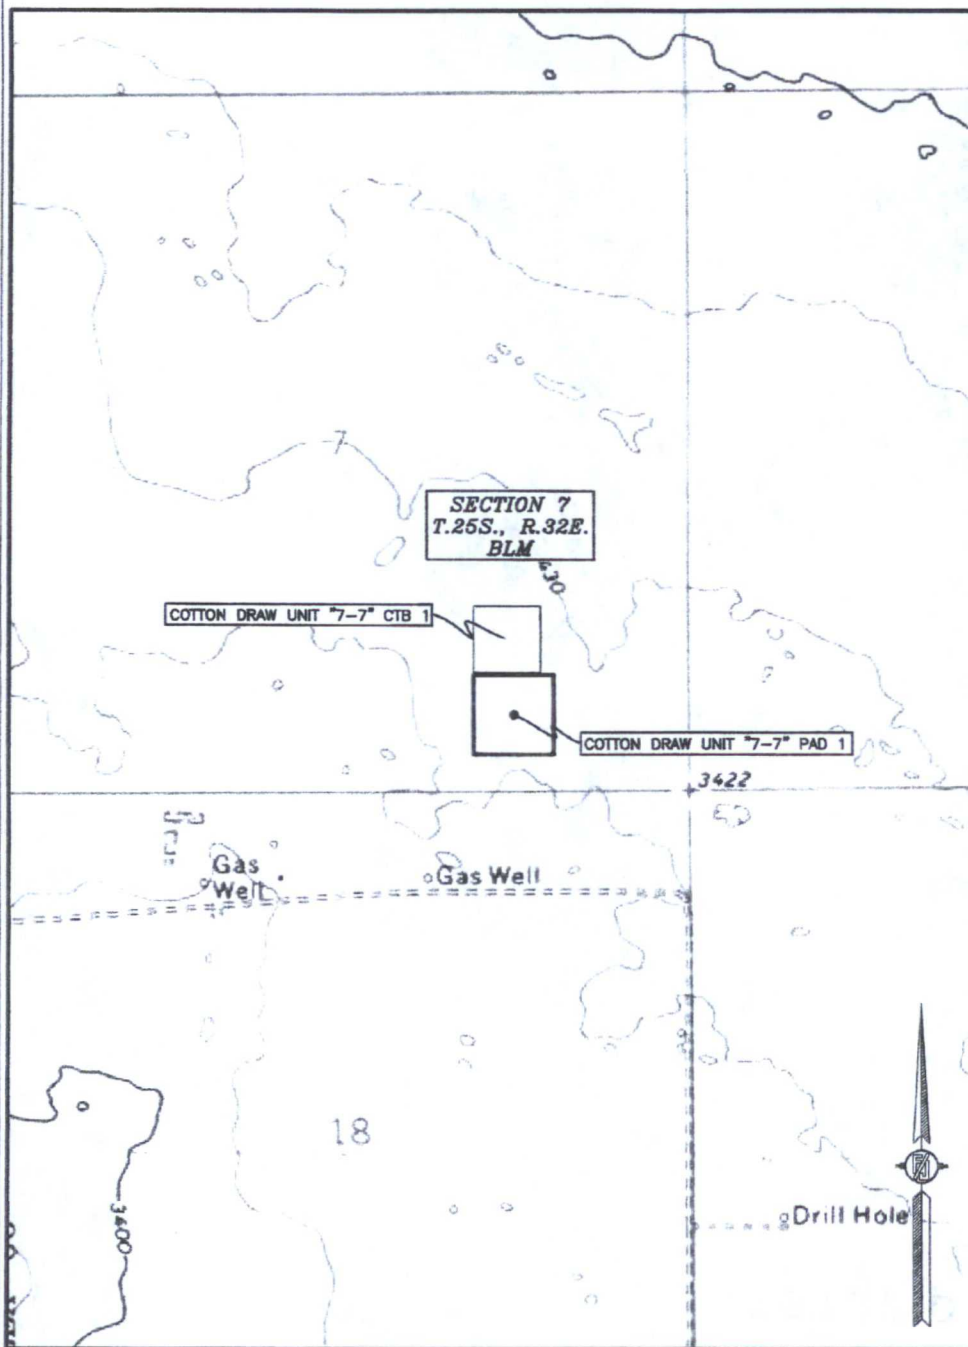 7
SECTION 7
T.25S., R.32E.
BLM
430
COTTON DRAW UNIT "7-7" CTB 1
COTTON DRAW UNIT "7-7" PAD 1
3422
Gas
Well
Gas Well
18
3400
Drill Hole